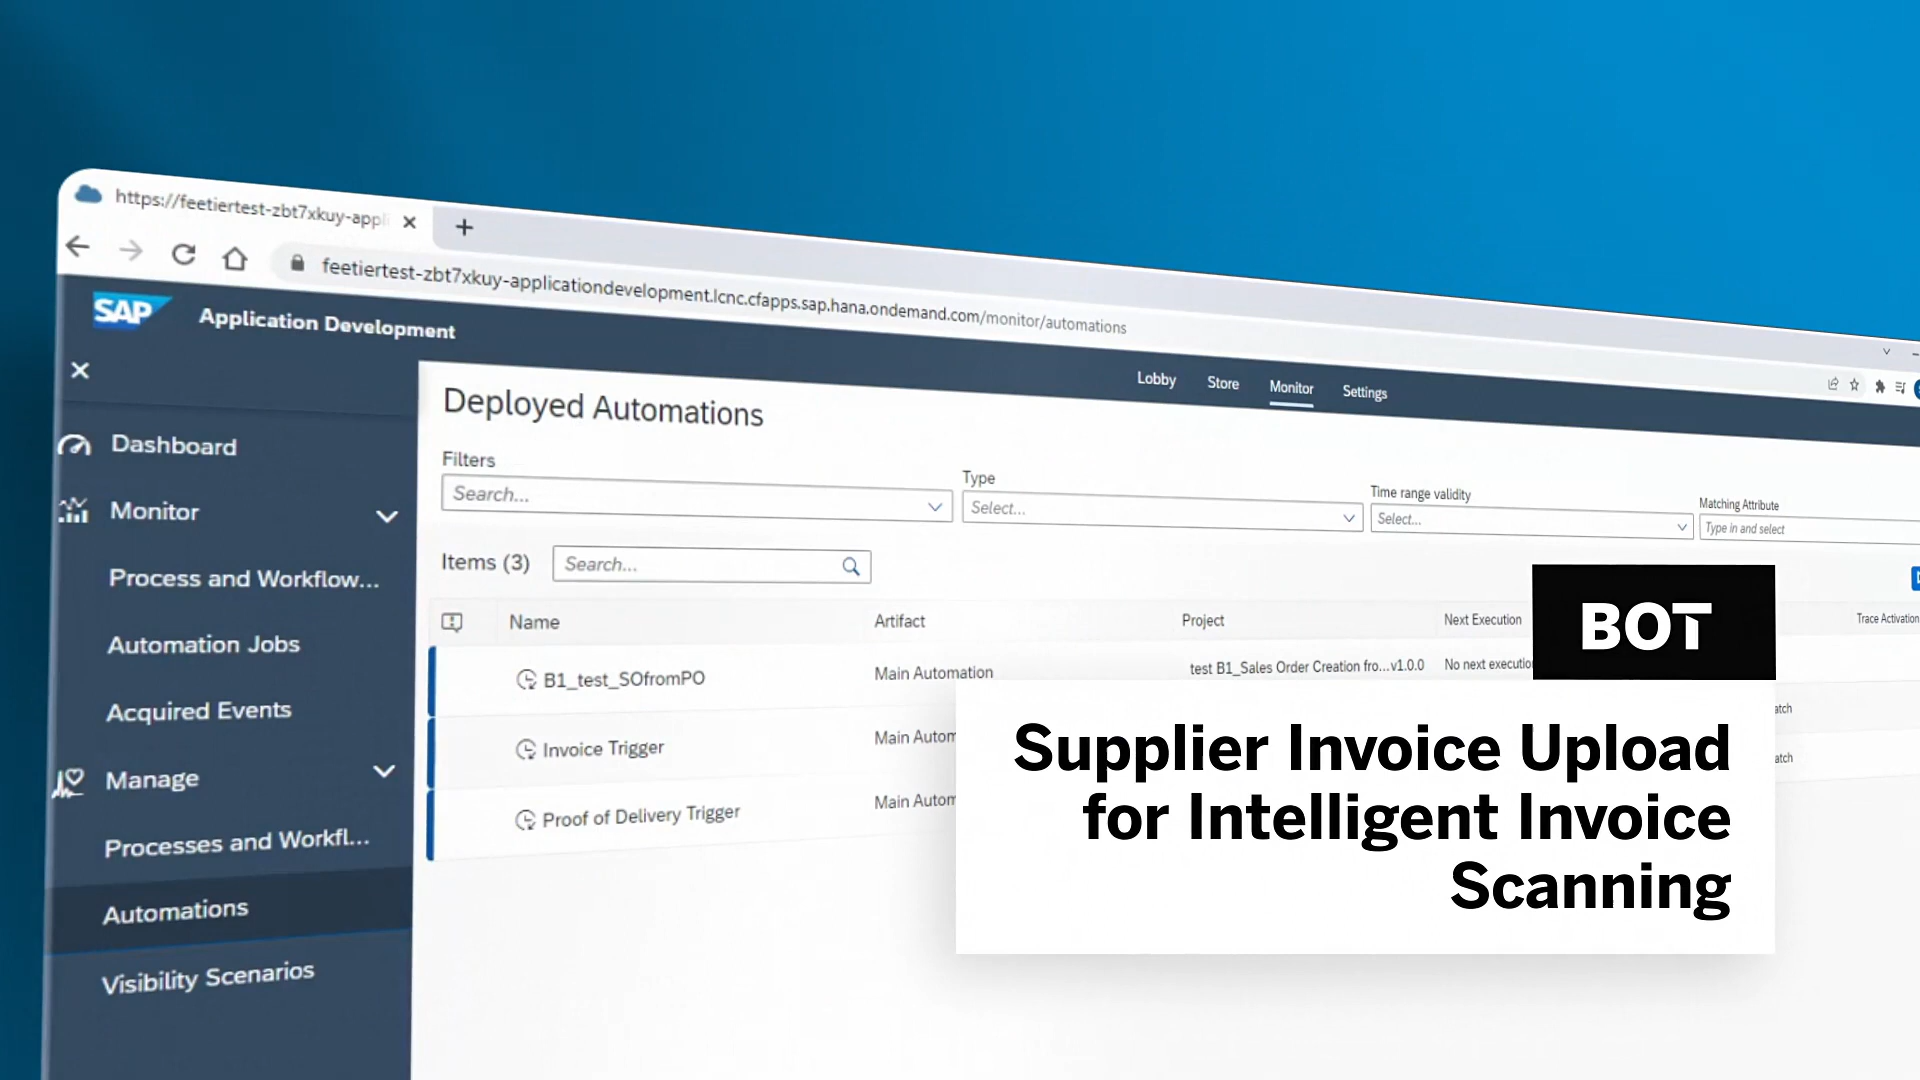 https://feetiertest-zbt7xkuy-appli
feetiertest-zbt7xkuy-applicationdevelopment.lcnc.cfapps.sap.hana.ondemand.com/monitor/automations
SAP Application Development
Lobby Store Monitor Settings
Dashboard
Monitor
Process and Workflow...
Automation Jobs
Acquired Events
Manage
Processes and Workfl...
Automations
Visibility Scenarios
Deployed Automations
Filters Type Time range validity Matching Attribute
Search... Select... Select... Type in and select
Items (3) Search...
Name Artifact Project Next Execution Trace Activation
B1_test_SOfromPO Main Automation test B1_Sales Order Creation fro...v1.0.0 No next executio
Invoice Trigger Main Autom atch
Proof of Delivery Trigger Main Autom atch
BOT
Supplier Invoice Upload
for Intelligent Invoice
Scanning